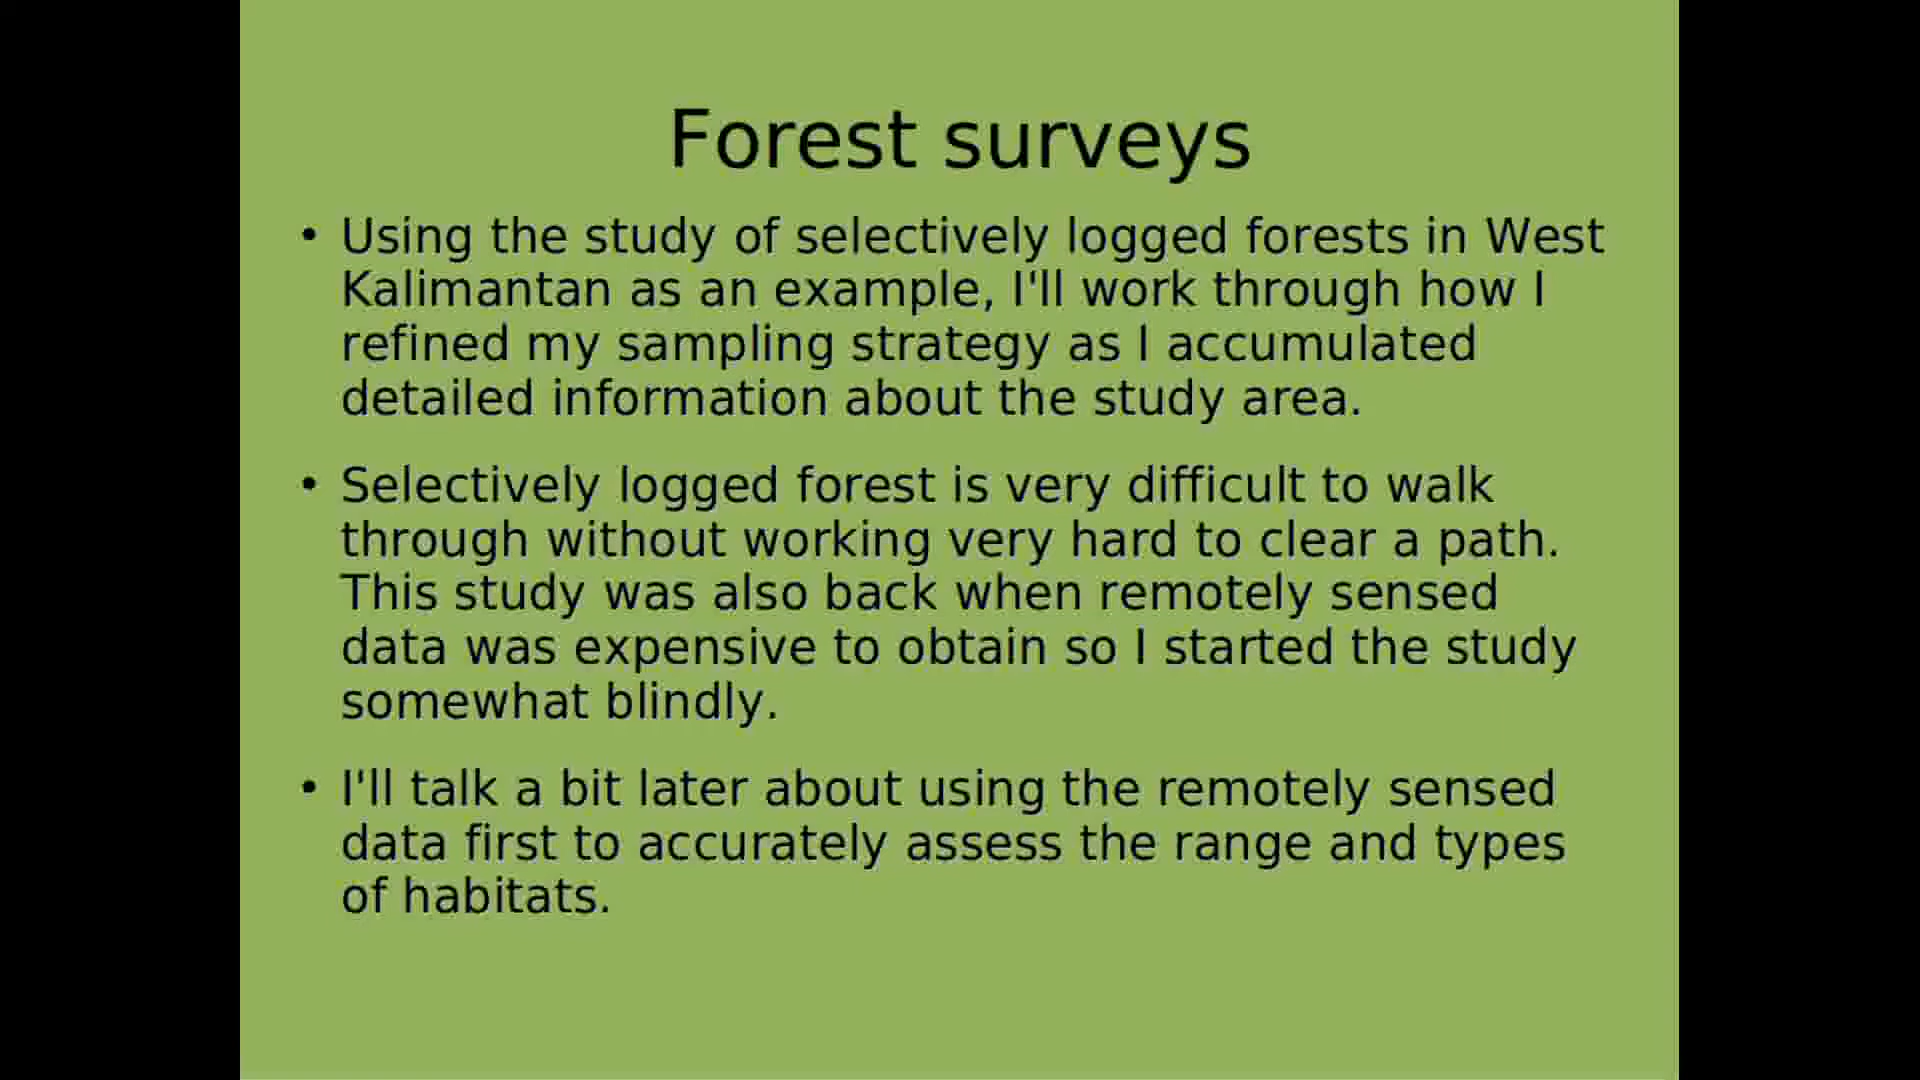 Forest surveys
• Using the study of selectively logged forests in West
Kalimantan as an example, I'll work through how I
refined my sampling strategy as I accumulated
detailed information about the study area.
• Selectively logged forest is very difficult to walk
through without working very hard to clear a path.
This study was also back when remotely sensed
data was expensive to obtain so I started the study
somewhat blindly.
• I'll talk a bit later about using the remotely sensed
data first to accurately assess the range and types
of habitats.